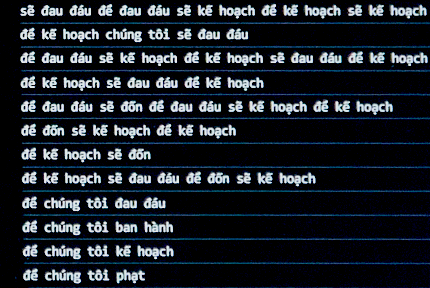 sẽ đau đáu để đau đáu sẽ kế hoạch để kế hoạch sẽ kế hoạch
để kế hoạch chúng tôi sẽ đau đáu
để đau đáu sẽ kế hoạch để kế hoạch sẽ đau đáu để kế hoạch
để kế hoạch sẽ đau đáu để kế hoạch
để đau đáu sẽ đốn để đau đáu sẽ kế hoạch để kế hoạch
để đốn sẽ kế hoạch để kế hoạch
để kế hoạch sẽ đốn
để kế hoạch sẽ đau đáu để đốn sẽ kế hoạch
để chúng tôi đau đáu
để chúng tôi ban hành
để chúng tôi kế hoạch
để chúng tôi phạt